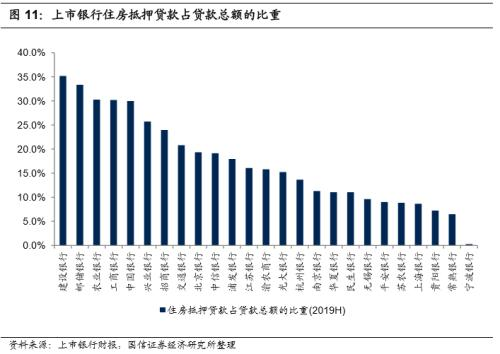 图 11：上市银行住房抵押贷款占贷款总额的比重
40.0%
35.0%
30.0%
25.0%
20.0%
15.0%
10.0%
5.0%
0.0%
建设银行
邮储银行
农业银行
工商银行
中国银行
兴业银行
招商银行
交通银行
北京银行
中信银行
浦发银行
江苏银行
渝农商行
光大银行
杭州银行
南京银行
华夏银行
民生银行
无锡银行
平安银行
苏农银行
上海银行
贵阳银行
常熟银行
宁波银行
住房抵押贷款占贷款总额的比重(2019H)
资料来源：上市银行财报，国信证券经济研究所整理